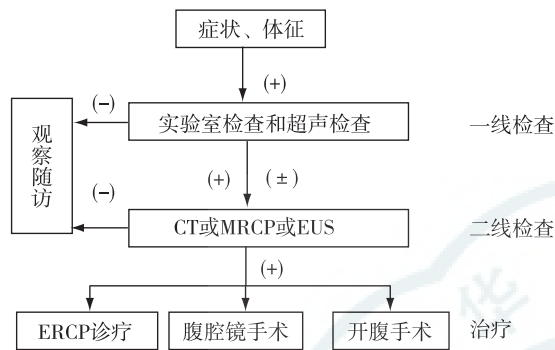 症状、体征
(+)
(-)
实验室检查和超声检查
一线检查
观察随访
(+)
(±)
(-)
CT或MRCP或EUS
二线检查
(+)
ERCP诊疗
腹腔镜手术
开腹手术
治疗
华